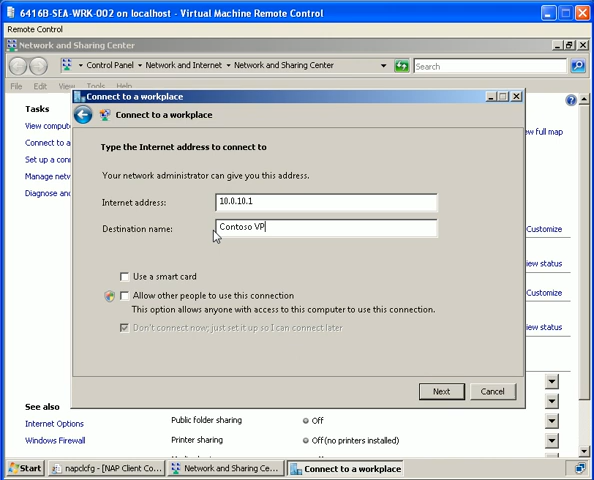 6416B-SEA-WRK-002 on localhost - Virtual Machine Remote Control
Remote Control
Network and Sharing Center
Control Panel Network and Internet Network and Sharing Center
Search
File Edit View Tools Help
Connect to a workplace
Connect to a workplace
Tasks
View compute
Connect to a
Set up a con
Manage netw
Diagnose and
ew full map
Type the Internet address to connect to
Your network administrator can give you this address.
Internet address: 10.0.10.1
Destination name: Contoso VP
Customize
iew status
Customize
iew status
Use a smart card
Allow other people to use this connection
This option allows anyone with access to this computer to use this connection.
Don't connect now; just set it up so I can connect later
Next Cancel
See also
Internet Options
Windows Firewall
Public folder sharing Off
Printer sharing Off (no printers installed)
Start napclcfg - [NAP Client Co... Network and Sharing Ce... Connect to a workplace